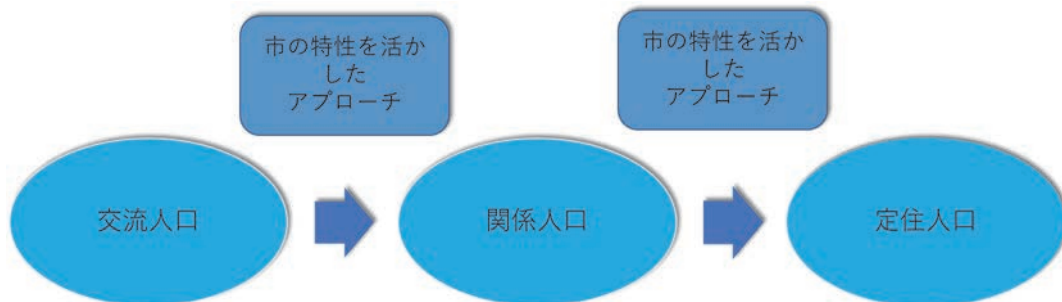 市の特性を活か
した
アプローチ
市の特性を活か
した
アプローチ
交流人口
関係人口
定住人口